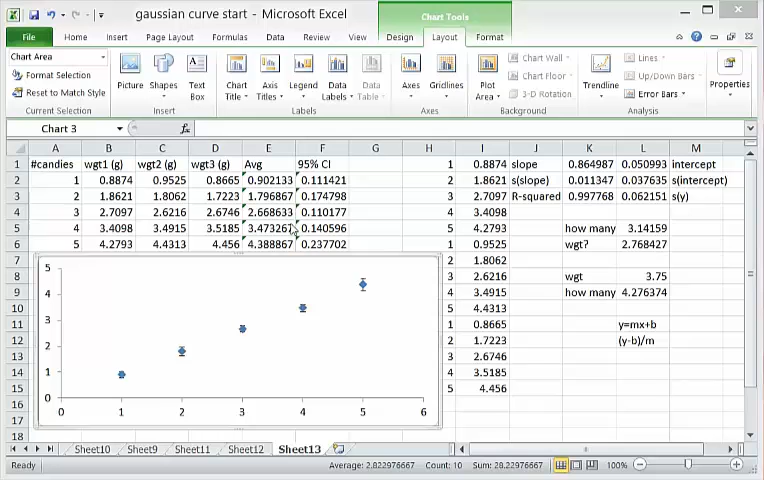 gaussian curve start - Microsoft Excel
Chart Tools
File Home Insert Page Layout Formulas Data Review View Design Layout Format
Chart Area
Format Selection
Reset to Match Style
Current Selection
Picture Shapes Text Box
Insert
Chart Title Axis Titles Legend Data Labels Data Table
Labels
Axes Gridlines
Axes
Plot Area Chart Wall Chart Floor 3-D Rotation
Background
Trendline Lines Up/Down Bars Error Bars
Analysis
Properties
Chart 3 fx
A B C D E F G H I J K L M
1 #candies wgt1 (g) wgt2 (g) wgt3 (g) Avg 95% CI 1 0.8874 slope 0.864987 0.050993 intercept
2 1 0.8874 0.9525 0.8665 0.902133 0.111421 2 1.8621 s(slope) 0.011347 0.037635 s(intercept)
3 2 1.8621 1.8062 1.7223 1.796867 0.174798 3 2.7097 R-squared 0.997768 0.062151 s(y)
4 3 2.7097 2.6216 2.6746 2.668633 0.110177 4 3.4098
5 4 3.4098 3.4915 3.5185 3.473267 0.140596 5 4.2793 how many 3.14159
6 5 4.2793 4.4313 4.456 4.388867 0.237702 1 0.9525 wgt? 2.768427
7 2 1.8062
8 3 2.6216 wgt 3.75
9 4 3.4915 how many 4.276374
10 5 4.4313
11 1 0.8665 y=mx+b
12 2 1.7223 (y-b)/m
13 3 2.6746
14 4 3.5185
15 5 4.456
16
17
18
5
4
3
2
1
0
0 1 2 3 4 5 6
Sheet10 Sheet9 Sheet11 Sheet12 Sheet13
Ready Average: 2.822976667 Count: 10 Sum: 28.22976667 100%